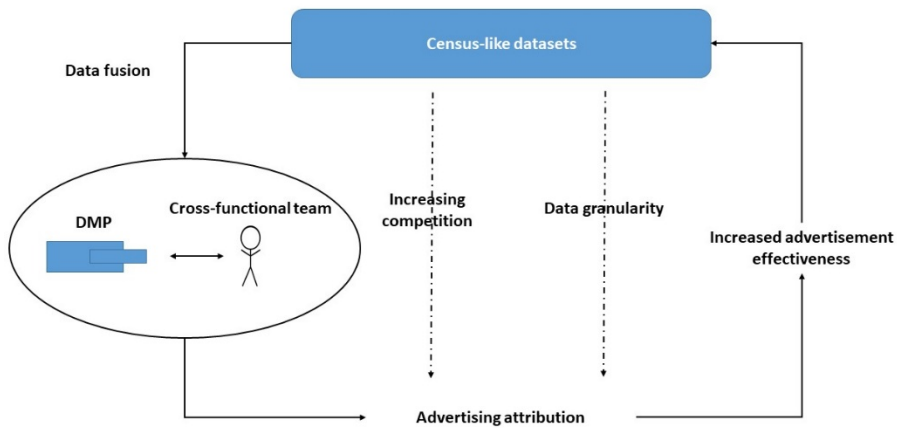 Census-like datasets
Data fusion
Cross-functional team
DMP
Increasing
competition
Data granularity
Increased advertisement
effectiveness
Advertising attribution